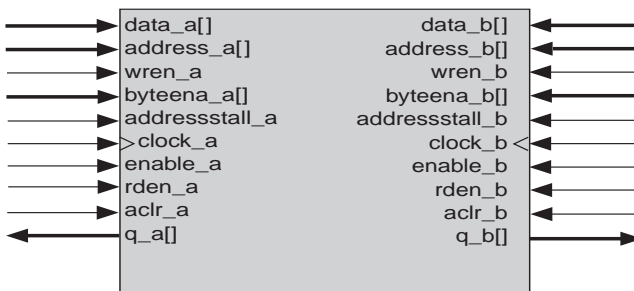 data_a[] data_b[]
address_a[] address_b[]
wren_a wren_b
byteena_a[] byteena_b[]
addressstall_a addressstall_b
clock_a clock_b
enable_a enable_b
rden_a rden_b
aclr_a aclr_b
q_a[] q_b[]